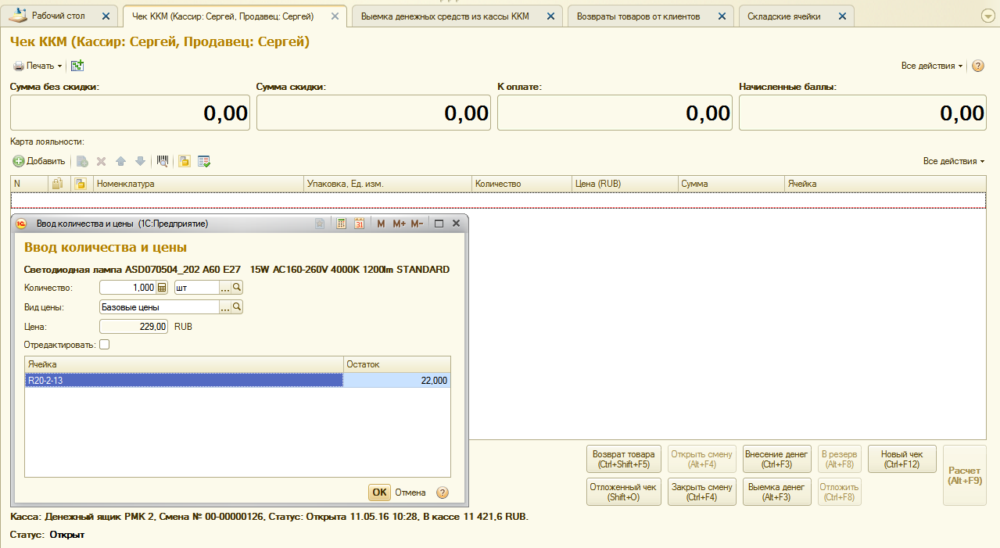 Рабочий стол
Чек ККМ (Кассир: Сергей, Продавец: Сергей)
Выемка денежных средств из кассы ККМ
Возвраты товаров от клиентов
Складские ячейки
Чек ККМ (Кассир: Сергей, Продавец: Сергей)
Печать
Все действия
Сумма без скидки:
Сумма скидки:
К оплате:
Начисленные баллы:
0,00
0,00
0,00
0,00
Карта лояльности:
Добавить
Все действия
N
Номенклатура
Упаковка, Ед. изм.
Количество
Цена (RUB)
Сумма
Ячейка
Ввод количества и цены (1С:Предприятие)
31
M
M+
M-
Ввод количества и цены
Светодиодная лампа ASD070504_202 A60 E27 15W AC160-260V 4000K 1200lm STANDARD
Количество:
1,000
шт
...
Вид цены:
Базовые цены
...
Цена:
229,00
RUB
Отредактировать:
Ячейка
Остаток
R20-2-13
22,000
OK
Отмена
Возврат товара
(Ctrl+Shift+F5)
Открыть смену
(Alt+F4)
Внесение денег
(Ctrl+F3)
В резерв
(Alt+F8)
Новый чек
(Ctrl+F12)
Расчет
(Alt+F9)
Отложенный чек
(Shift+O)
Закрыть смену
(Ctrl+F4)
Выемка денег
(Alt+F3)
Отложить
(Ctrl+F8)
Касса: Денежный ящик РМК 2, Смена № 00-00000126, Статус: Открыта 11.05.16 10:28, В кассе 11 421,6 RUB.
Статус: Открыт